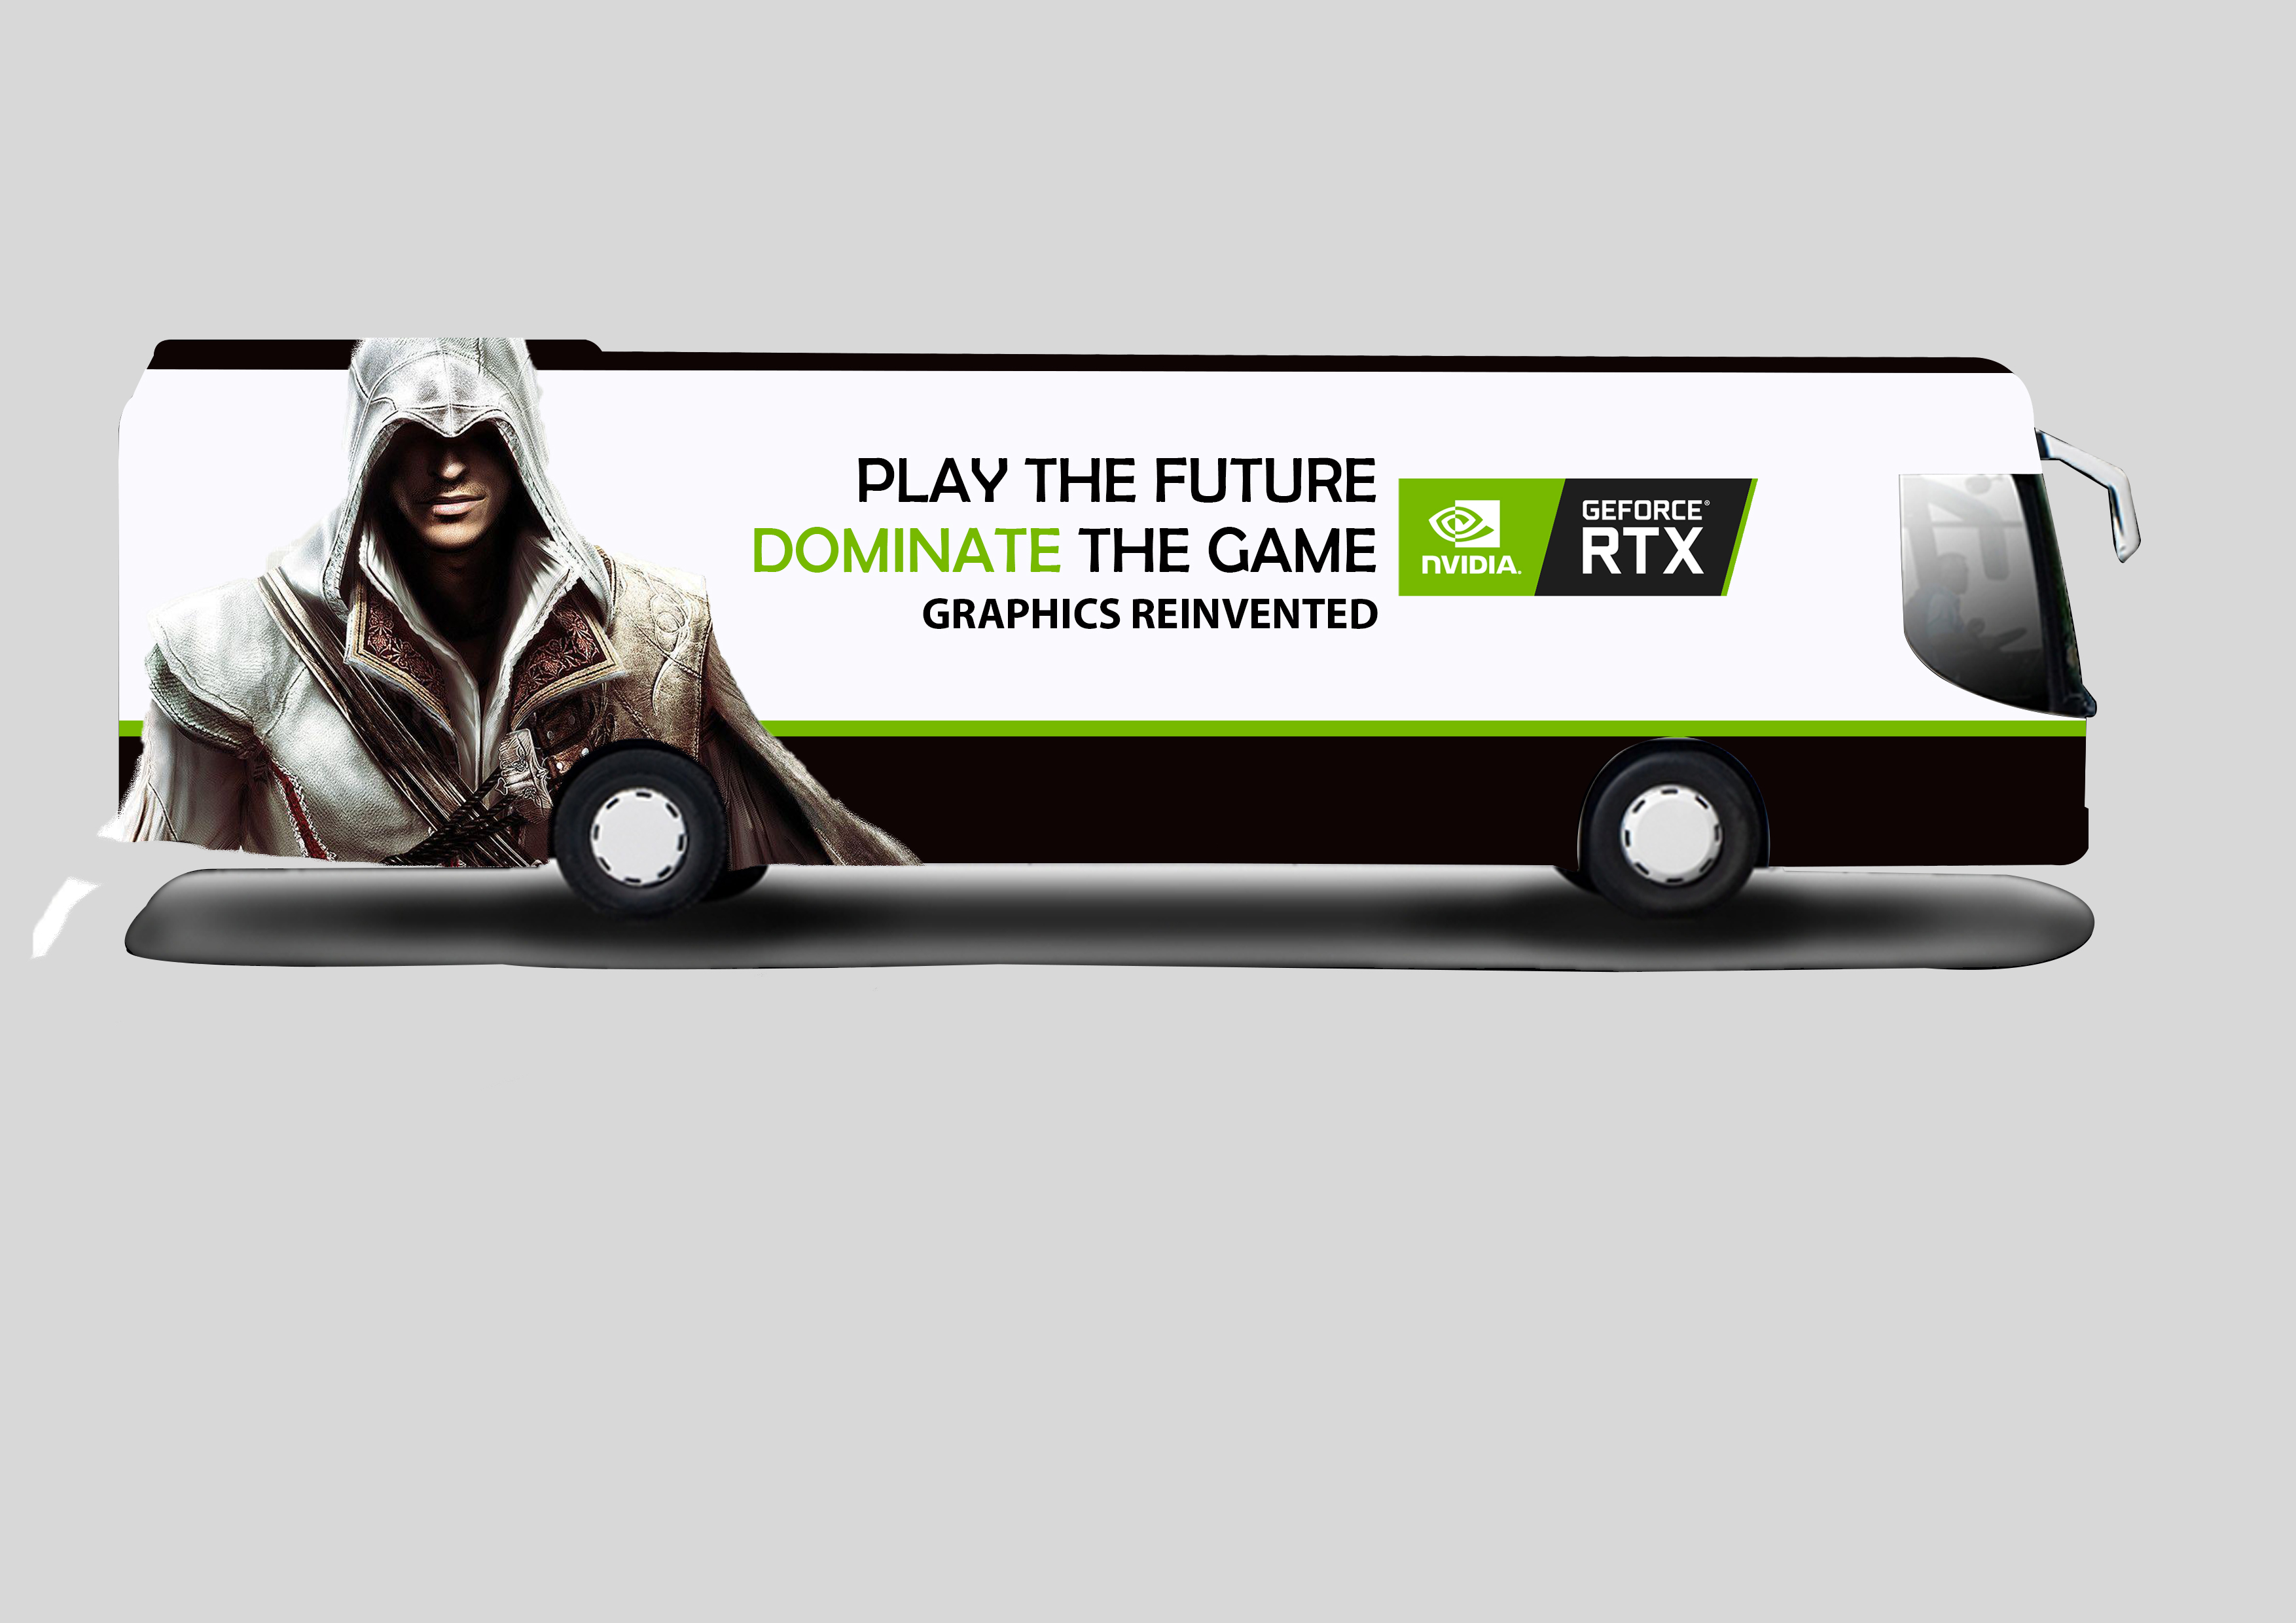 PLAY THE FUTURE
DOMINATE THE GAME
GRAPHICS REINVENTED
NVIDIA.
GEFORCE®
RTX